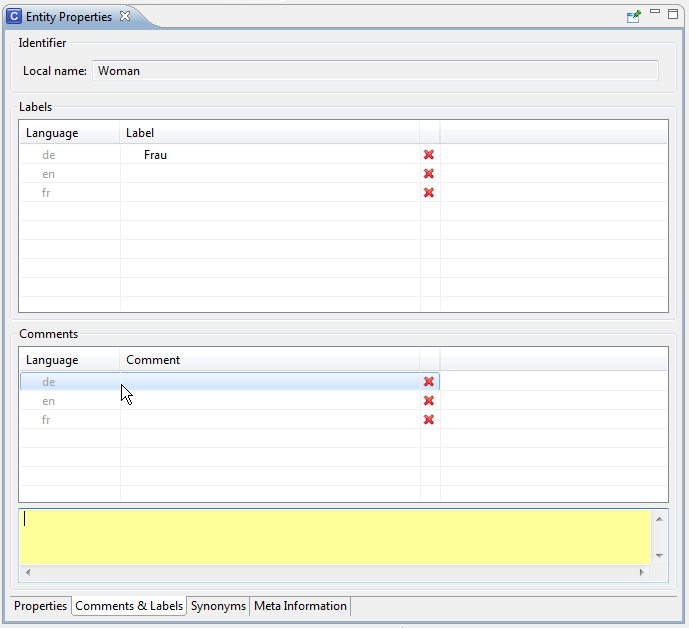 C Entity Properties
Identifier
Local name: Woman
Labels
Language Label
de Frau
en
fr
Comments
Language Comment
de
en
fr
Properties Comments & Labels Synonyms Meta Information